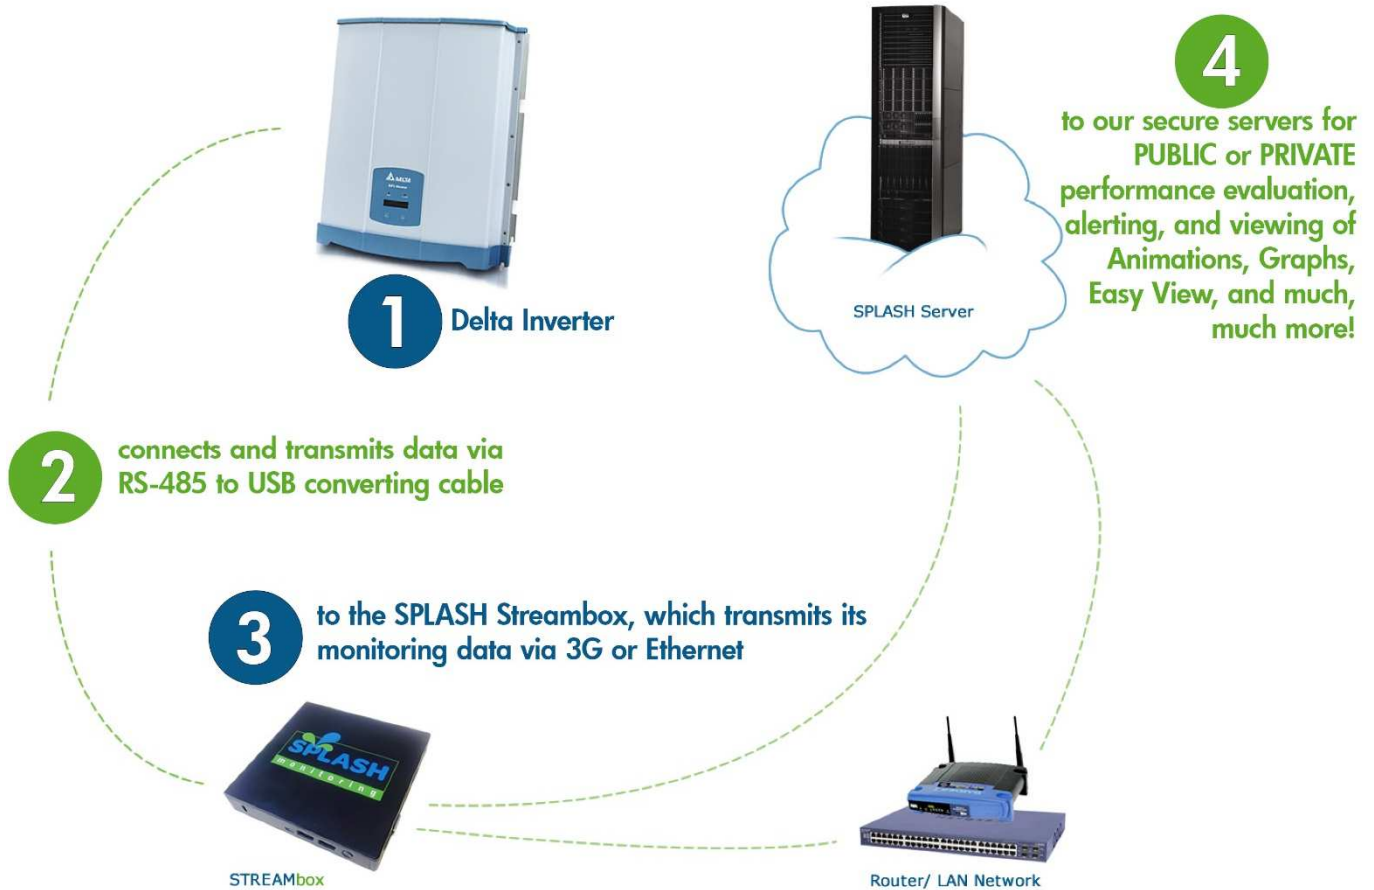 1
Delta Inverter
2
connects and transmits data via
RS-485 to USB converting cable
3
to the SPLASH Streambox, which transmits its
monitoring data via 3G or Ethernet
4
to our secure servers for
PUBLIC or PRIVATE
performance evaluation,
alerting, and viewing of
Animations, Graphs,
Easy View, and much,
much more!
SPLASH Server
SPLASH
monitoring
STREAMbox
Router/ LAN Network
DELTA